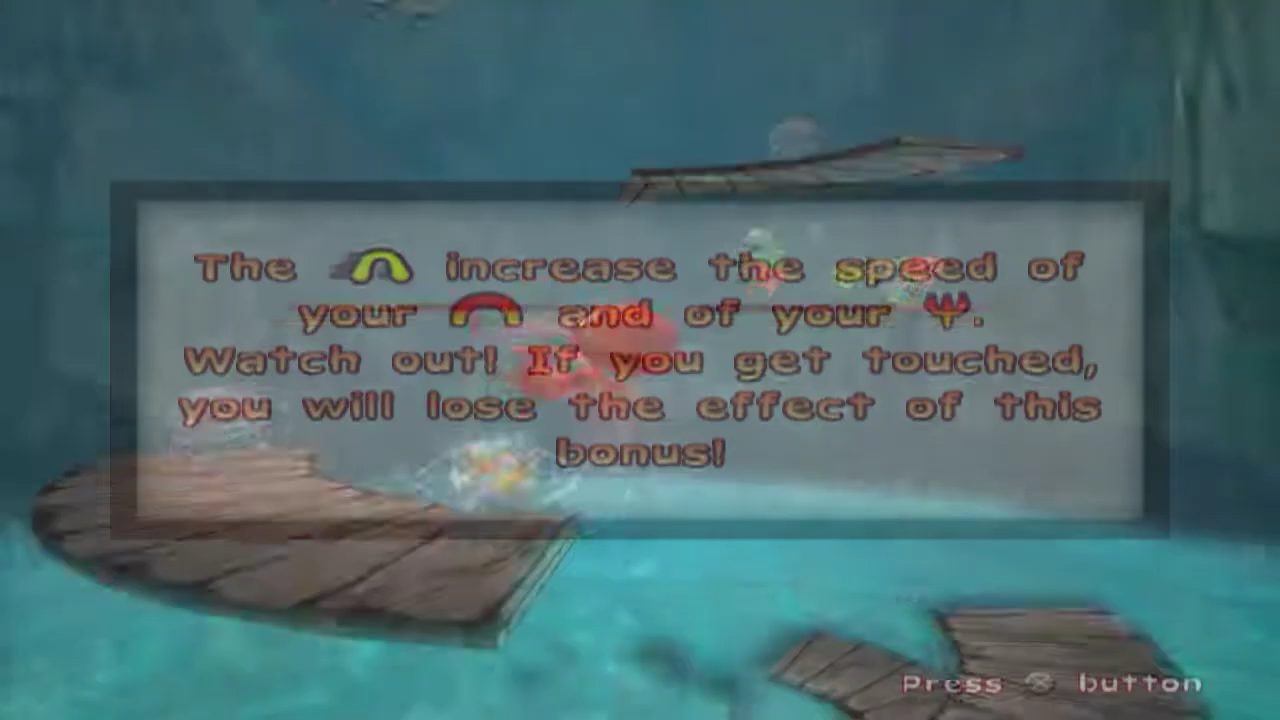 The increase the speed of
your and of your .
Watch out! If you get touched,
you will lose the effect of this
bonus!
Press ⊗ button